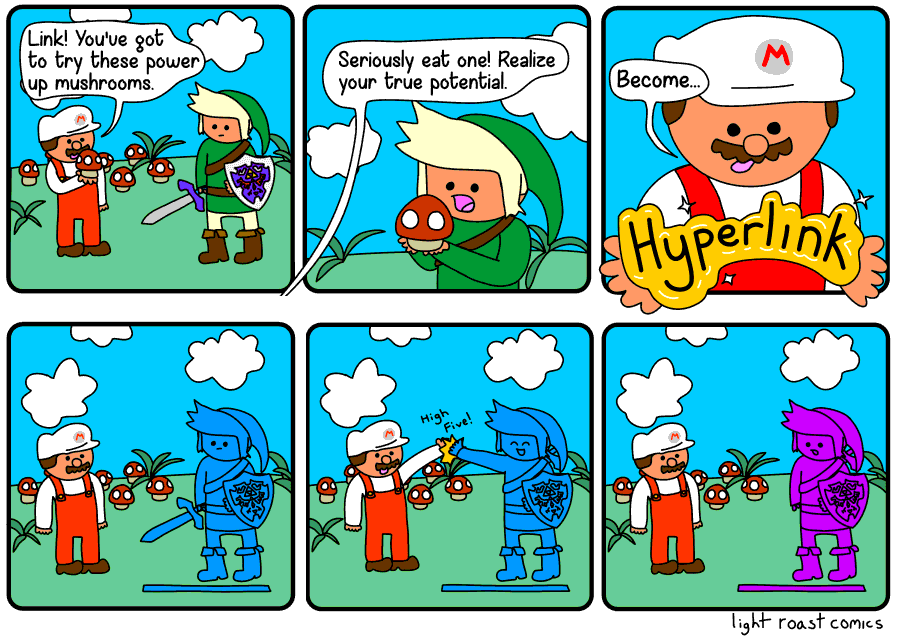 Link! You've got
to try these power
up mushrooms.
M
Seriously eat one! Realize
your true potential.
Become...
M
Hyperlink
M
High
Five!
M
M
light roast comics